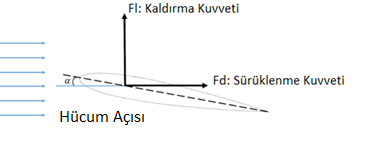 Fl: Kaldırma Kuvveti
α
Fd: Sürüklenme Kuvveti
Hücum Açısı